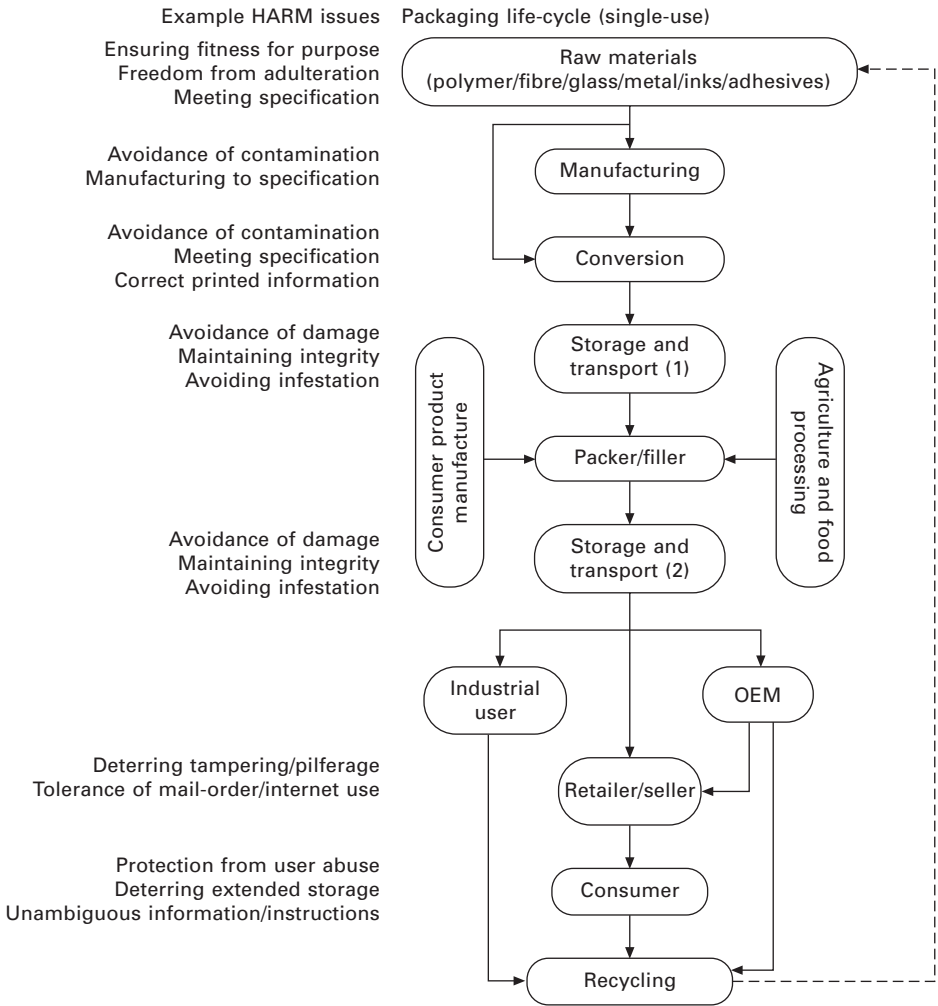 Example HARM issues
Packaging life-cycle (single-use)
Ensuring fitness for purpose
Freedom from adulteration
Meeting specification
Raw materials
(polymer/fibre/glass/metal/inks/adhesives)
Avoidance of contamination
Manufacturing to specification
Manufacturing
Avoidance of contamination
Meeting specification
Correct printed information
Conversion
Avoidance of damage
Maintaining integrity
Avoiding infestation
Storage and
transport (1)
Consumer product
manufacture
Packer/filler
Agriculture and food
processing
Avoidance of damage
Maintaining integrity
Avoiding infestation
Storage and
transport (2)
Industrial
user
OEM
Deterring tampering/pilferage
Tolerance of mail-order/internet use
Retailer/seller
Protection from user abuse
Deterring extended storage
Unambiguous information/instructions
Consumer
Recycling